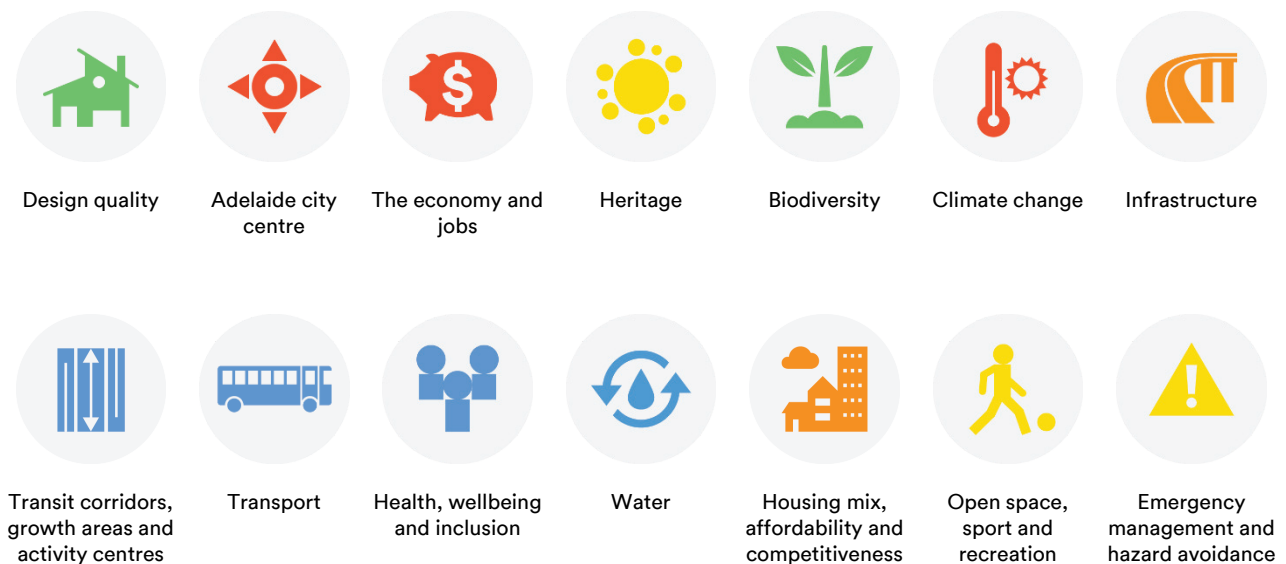 $
Design quality
Adelaide city
centre
The economy and
jobs
Heritage
Biodiversity
Climate change
Infrastructure
!
Transit corridors,
growth areas and
activity centres
Transport
Health, wellbeing
and inclusion
Water
Housing mix,
affordability and
competitiveness
Open space,
sport and
recreation
Emergency
management and
hazard avoidance